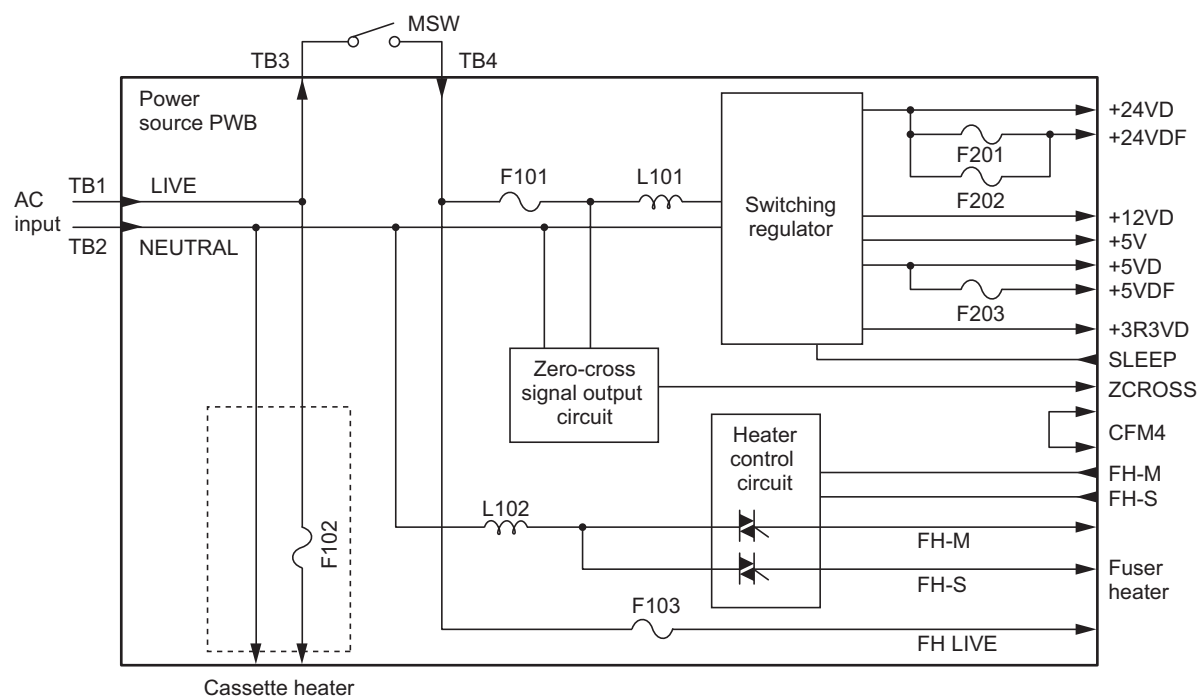 MSW
TB3
TB4
Power
source PWB
+24VD
+24VDF
F201
F202
F101
L101
Switching
regulator
TB1
LIVE
AC
input
TB2
NEUTRAL
+12VD
+5V
+5VD
+5VDF
F203
+3R3VD
SLEEP
Zero-cross
signal output
circuit
ZCROSS
CFM4
Heater
control
circuit
FH-M
FH-S
L102
F102
FH-M
FH-S
Fuser
heater
F103
FH LIVE
Cassette heater